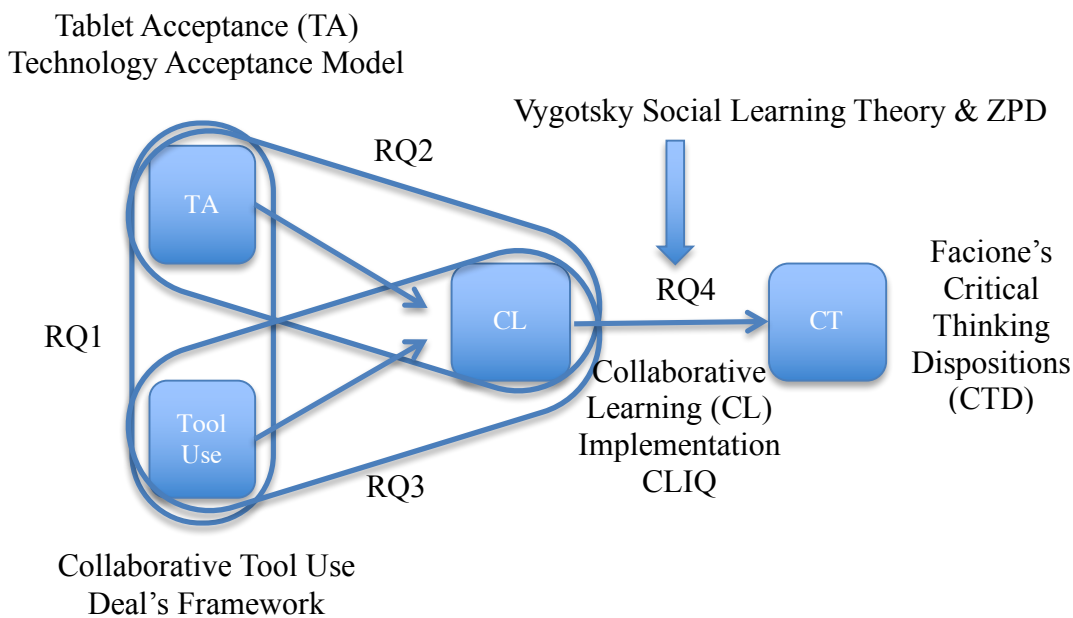 Tablet Acceptance (TA)
Technology Acceptance Model
Vygotsky Social Learning Theory & ZPD
RQ2
TA
RQ4
Facione’s
Critical
Thinking
Dispositions
(CTD)
RQ1
CL
CT
Collaborative
Learning (CL)
Implementation
CLIQ
Tool
Use
RQ3
Collaborative Tool Use
Deal’s Framework